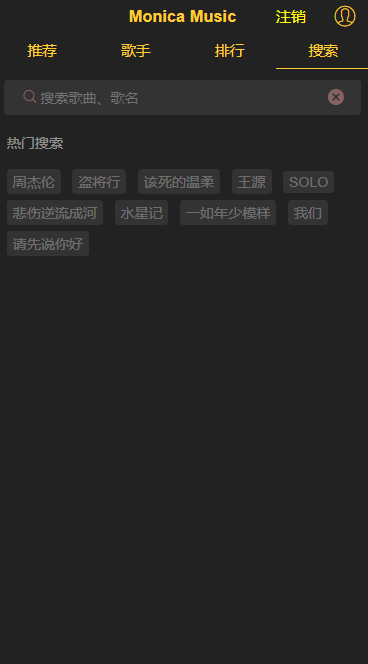 Monica Music 注销
推荐 歌手 排行 搜索
搜索歌曲、歌名
热门搜索
周杰伦 盗将行 该死的温柔 王源 SOLO
悲伤逆流成河 水星记 一如年少模样 我们
请先说你好